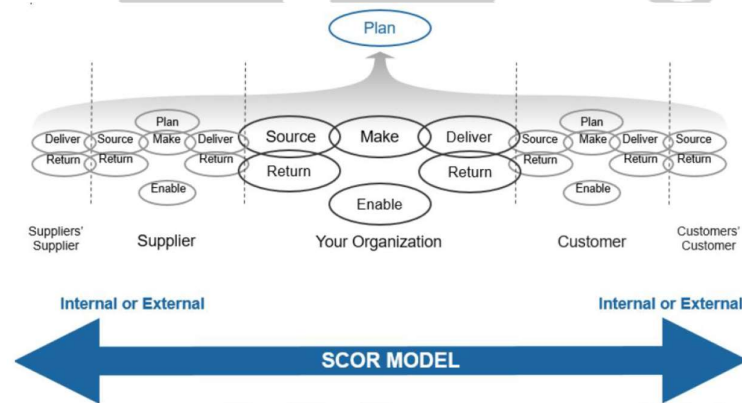 Plan
Plan
Plan
Deliver
Source
Make
Deliver
Source
Make
Deliver
Source
Make
Deliver
Source
Return
Return
Return
Return
Return
Return
Return
Return
Enable
Enable
Enable
Suppliers'
Supplier
Supplier
Your Organization
Customer
Customers'
Customer
Internal or External
Internal or External
SCOR MODEL